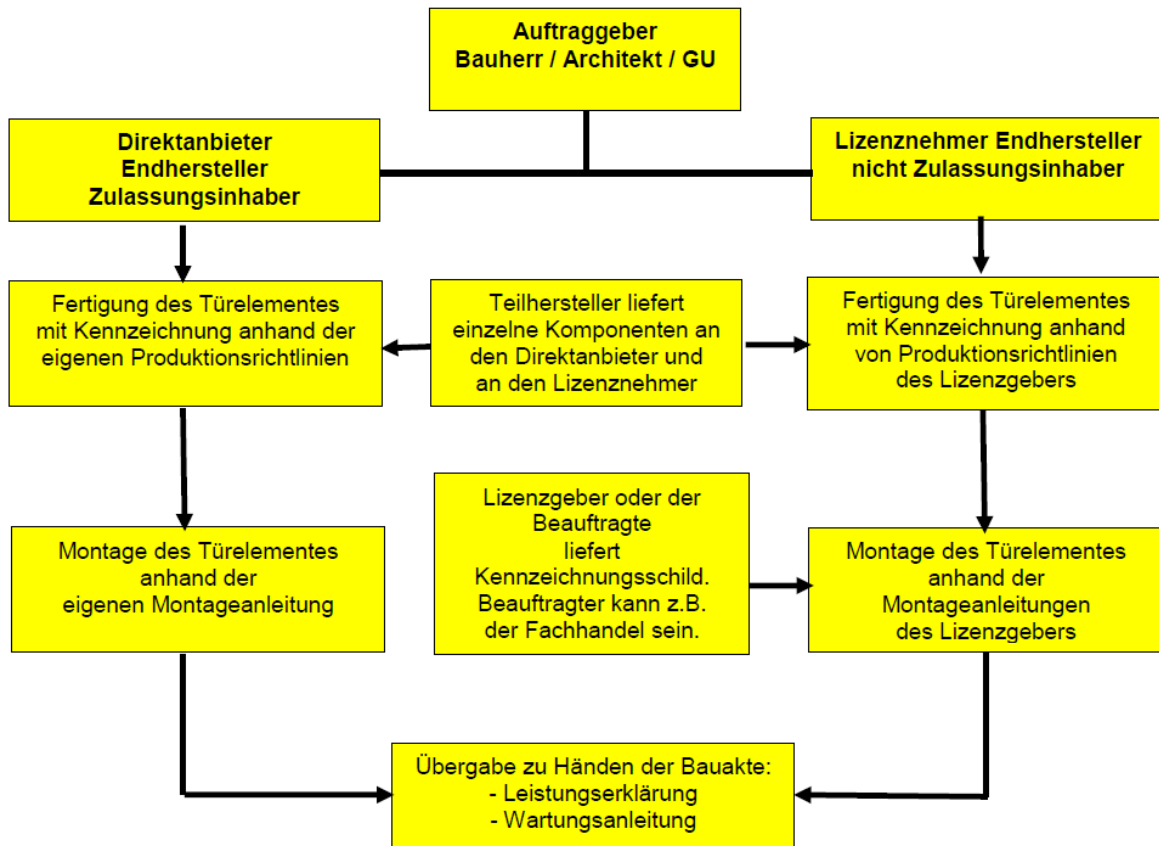 Auftraggeber
Bauherr / Architekt / GU
Direktanbieter
Endhersteller
Zulassungsinhaber
Lizenznehmer Endhersteller
nicht Zulassungsinhaber
Fertigung des Türelementes
mit Kennzeichnung anhand der
eigenen Produktionsrichtlinien
Teilhersteller liefert
einzelne Komponenten an
den Direktanbieter und
an den Lizenznehmer
Fertigung des Türelementes
mit Kennzeichnung anhand
von Produktionsrichtlinien
des Lizenzgebers
Montage des Türelementes
anhand der
eigenen Montageanleitung
Lizenzgeber oder der
Beauftragte
liefert
Kennzeichnungsschild.
Beauftragter kann z.B.
der Fachhandel sein.
Montage des Türelementes
anhand der
Montageanleitungen
des Lizenzgebers
Übergabe zu Händen der Bauakte:
- Leistungserklärung
- Wartungsanleitung